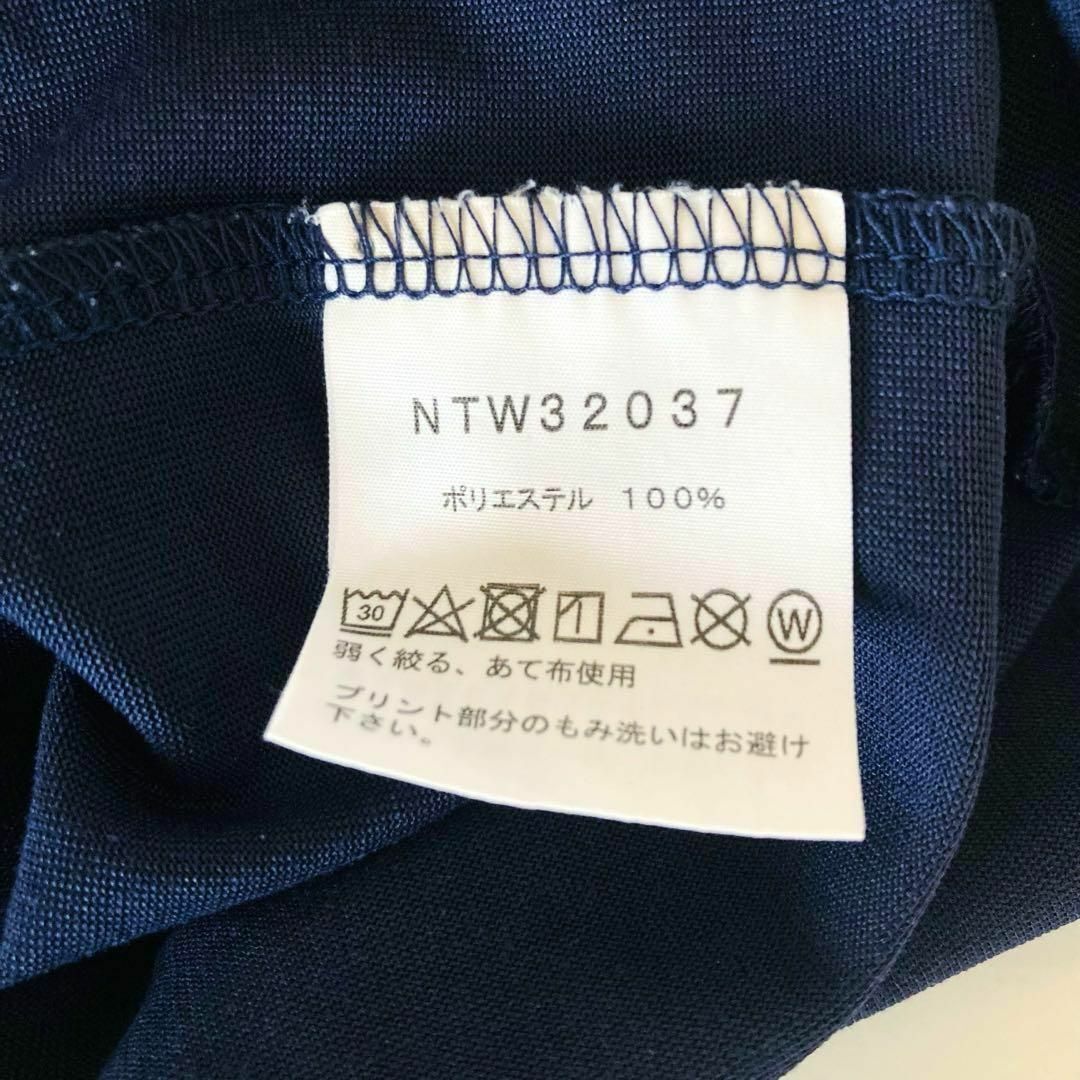 NTW32037
ポリエステル 100%
30 W
弱く絞る、あて布使用
プリント部分のもみ洗いはお避け
下さい。